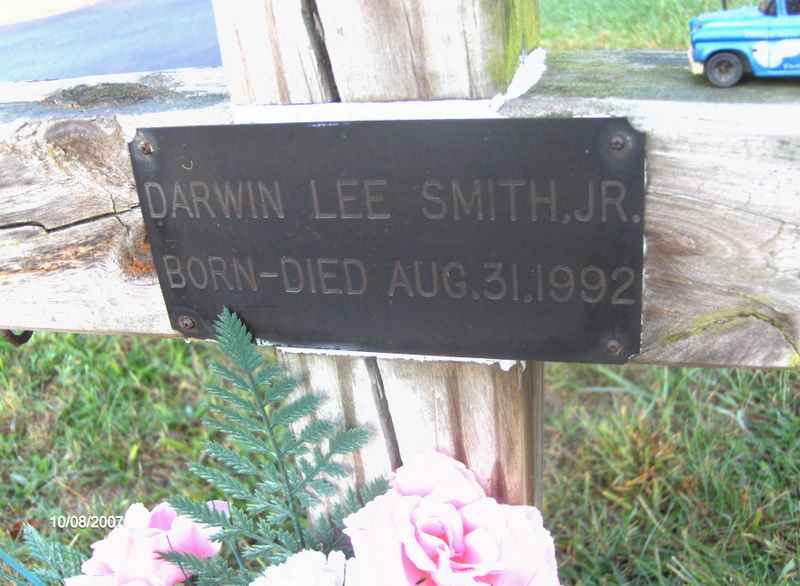 DARWIN LEE SMITH, JR.
BORN-DIED AUG. 31, 1992
10/08/2007